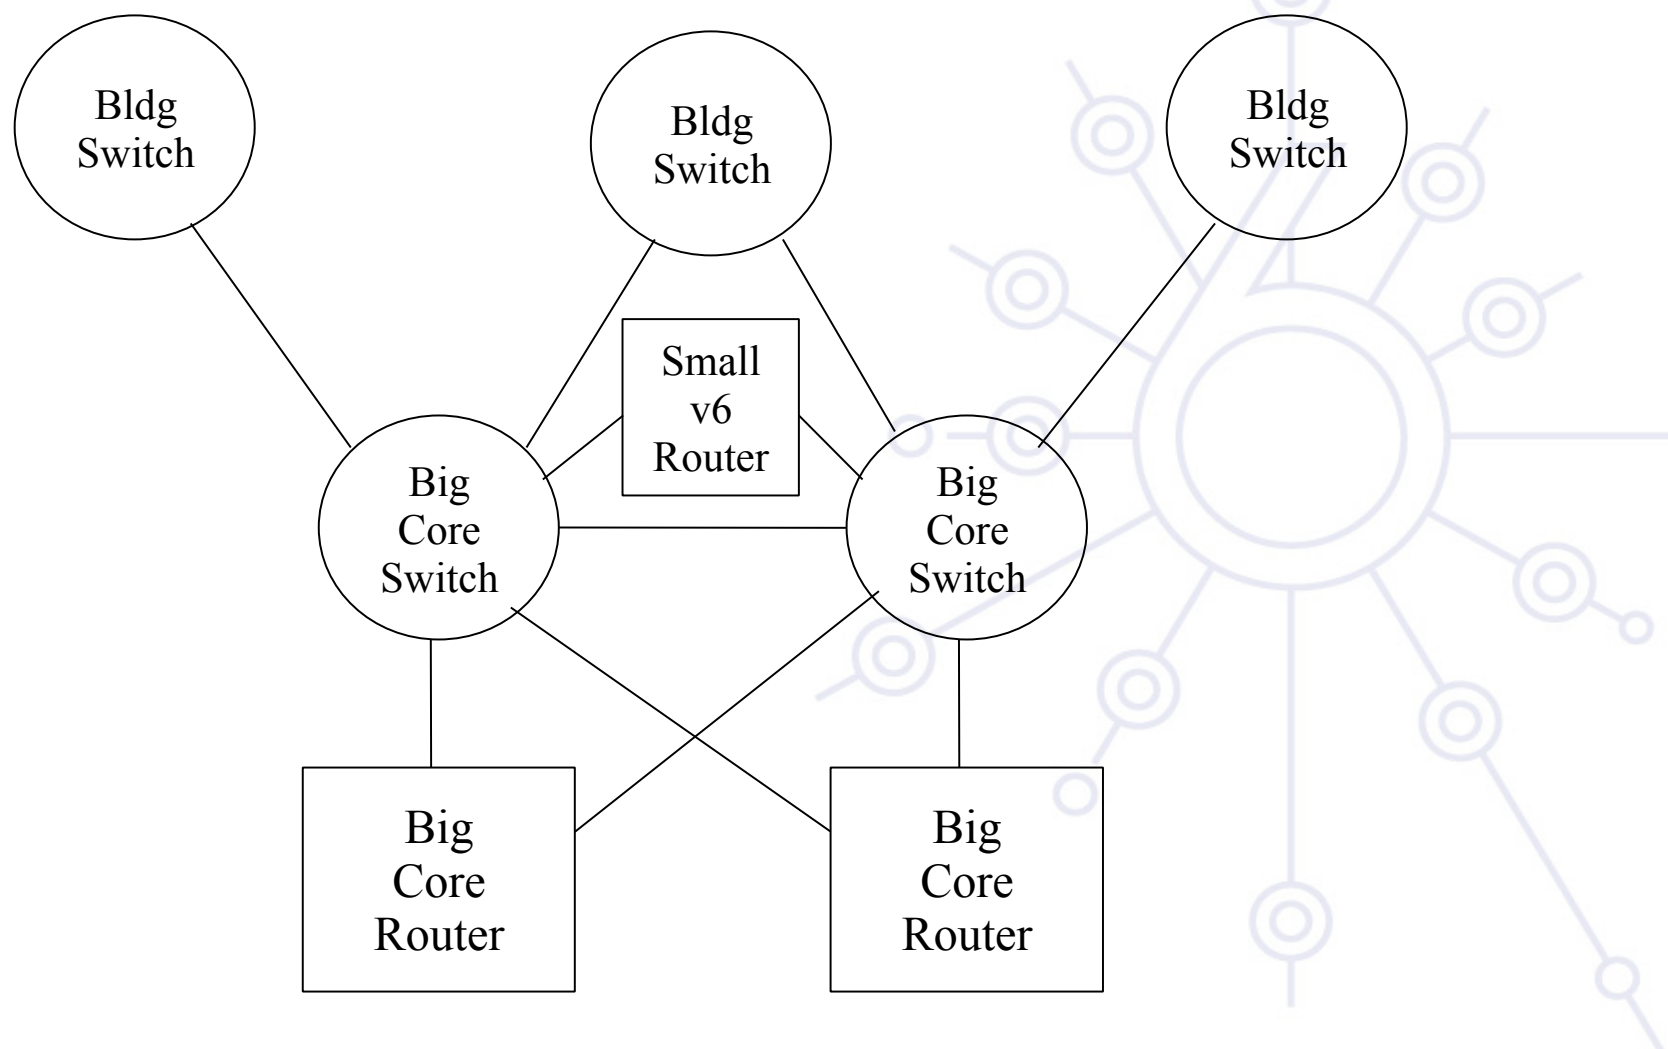 Bldg
Switch
Bldg
Switch
Bldg
Switch
Small
v6
Router
Big
Core
Switch
Big
Core
Switch
Big
Core
Router
Big
Core
Router